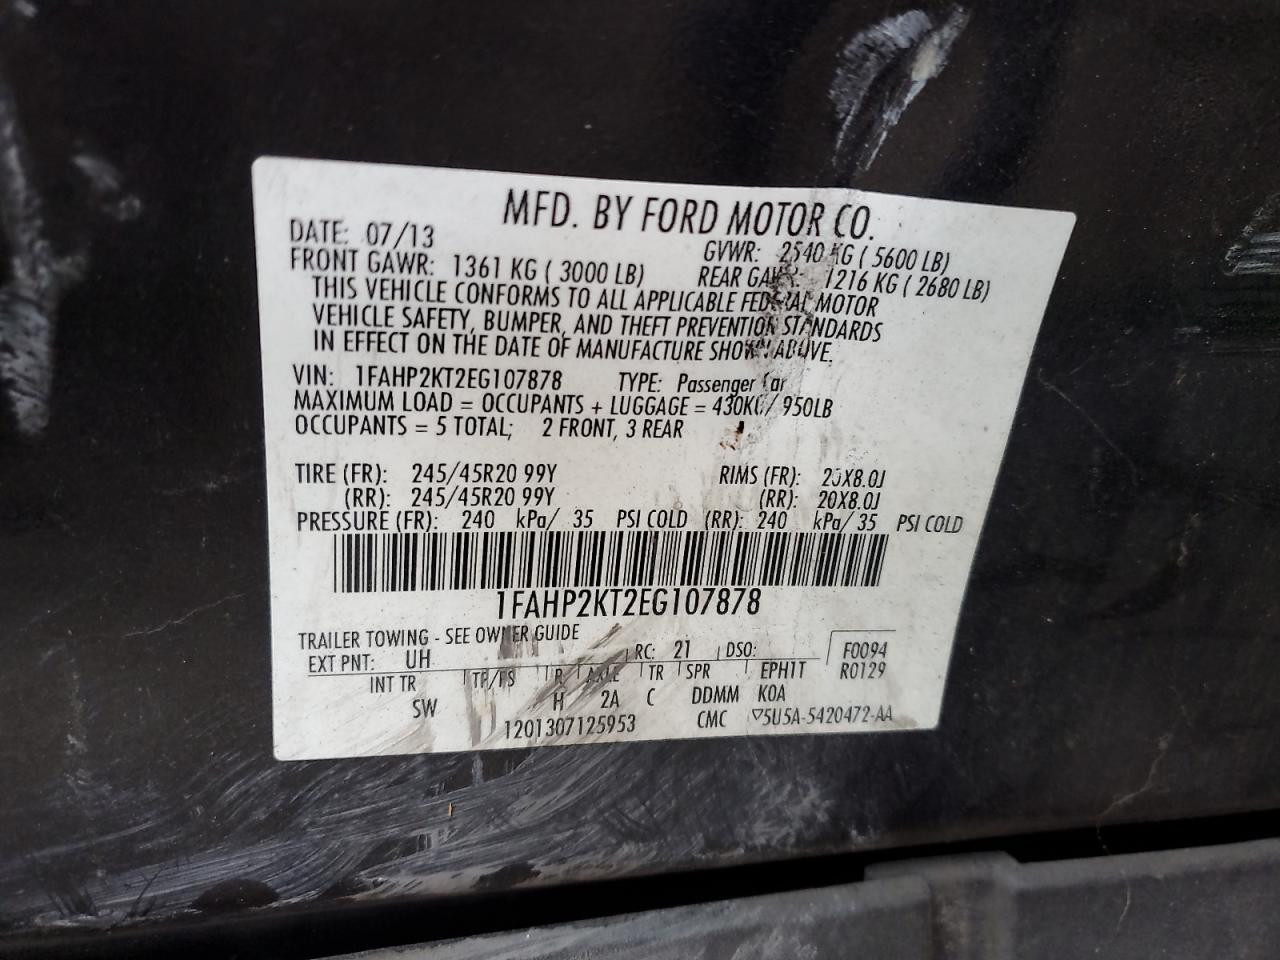 MFD. BY FORD MOTOR CO.
DATE: 07/13 GVWR: 2540 KG ( 5600 LB)
FRONT GAWR: 1361 KG ( 3000 LB) REAR GAWR: 1216 KG ( 2680 LB)
THIS VEHICLE CONFORMS TO ALL APPLICABLE FEDERAL MOTOR
VEHICLE SAFETY, BUMPER, AND THEFT PREVENTION STANDARDS
IN EFFECT ON THE DATE OF MANUFACTURE SHOWN ABOVE.
VIN: 1FAHP2KT2EG107878 TYPE: Passenger Car
MAXIMUM LOAD = OCCUPANTS + LUGGAGE = 430KG/ 950LB
OCCUPANTS = 5 TOTAL; 2 FRONT, 3 REAR
TIRE (FR): 245/45R20 99Y RIMS (FR): 20X8.0J
(RR): 245/45R20 99Y (RR): 20X8.0J
PRESSURE (FR): 240 kPa/ 35 PSI COLD (RR): 240 kPa/ 35 PSI COLD
1FAHP2KT2EG107878
TRAILER TOWING - SEE OWNER GUIDE
EXT PNT: UH RC: 21 DSO: F0094
INT TR TP/PS R AXLE TR SPR EPH1T R0129
SW H 2A C DDMM KOA
1201307125953 CMC ▽5U5A-5420472-AA